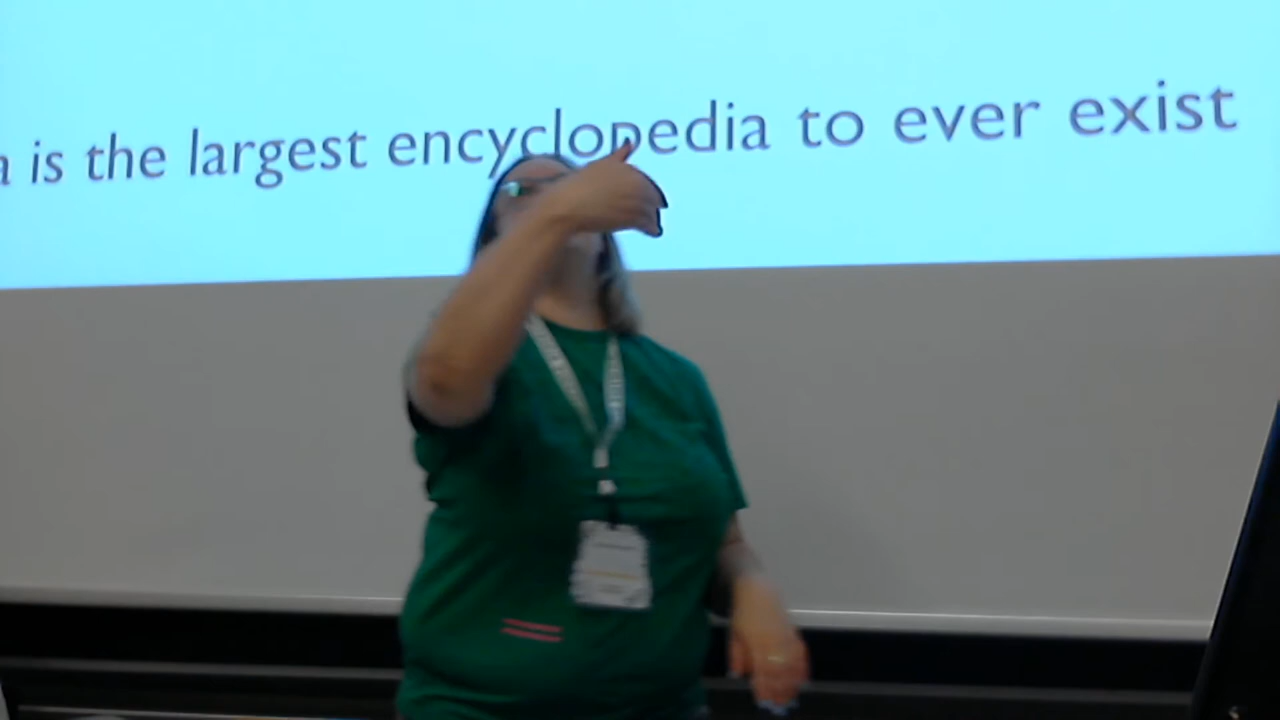 a is the largest encyclopedia to ever exist